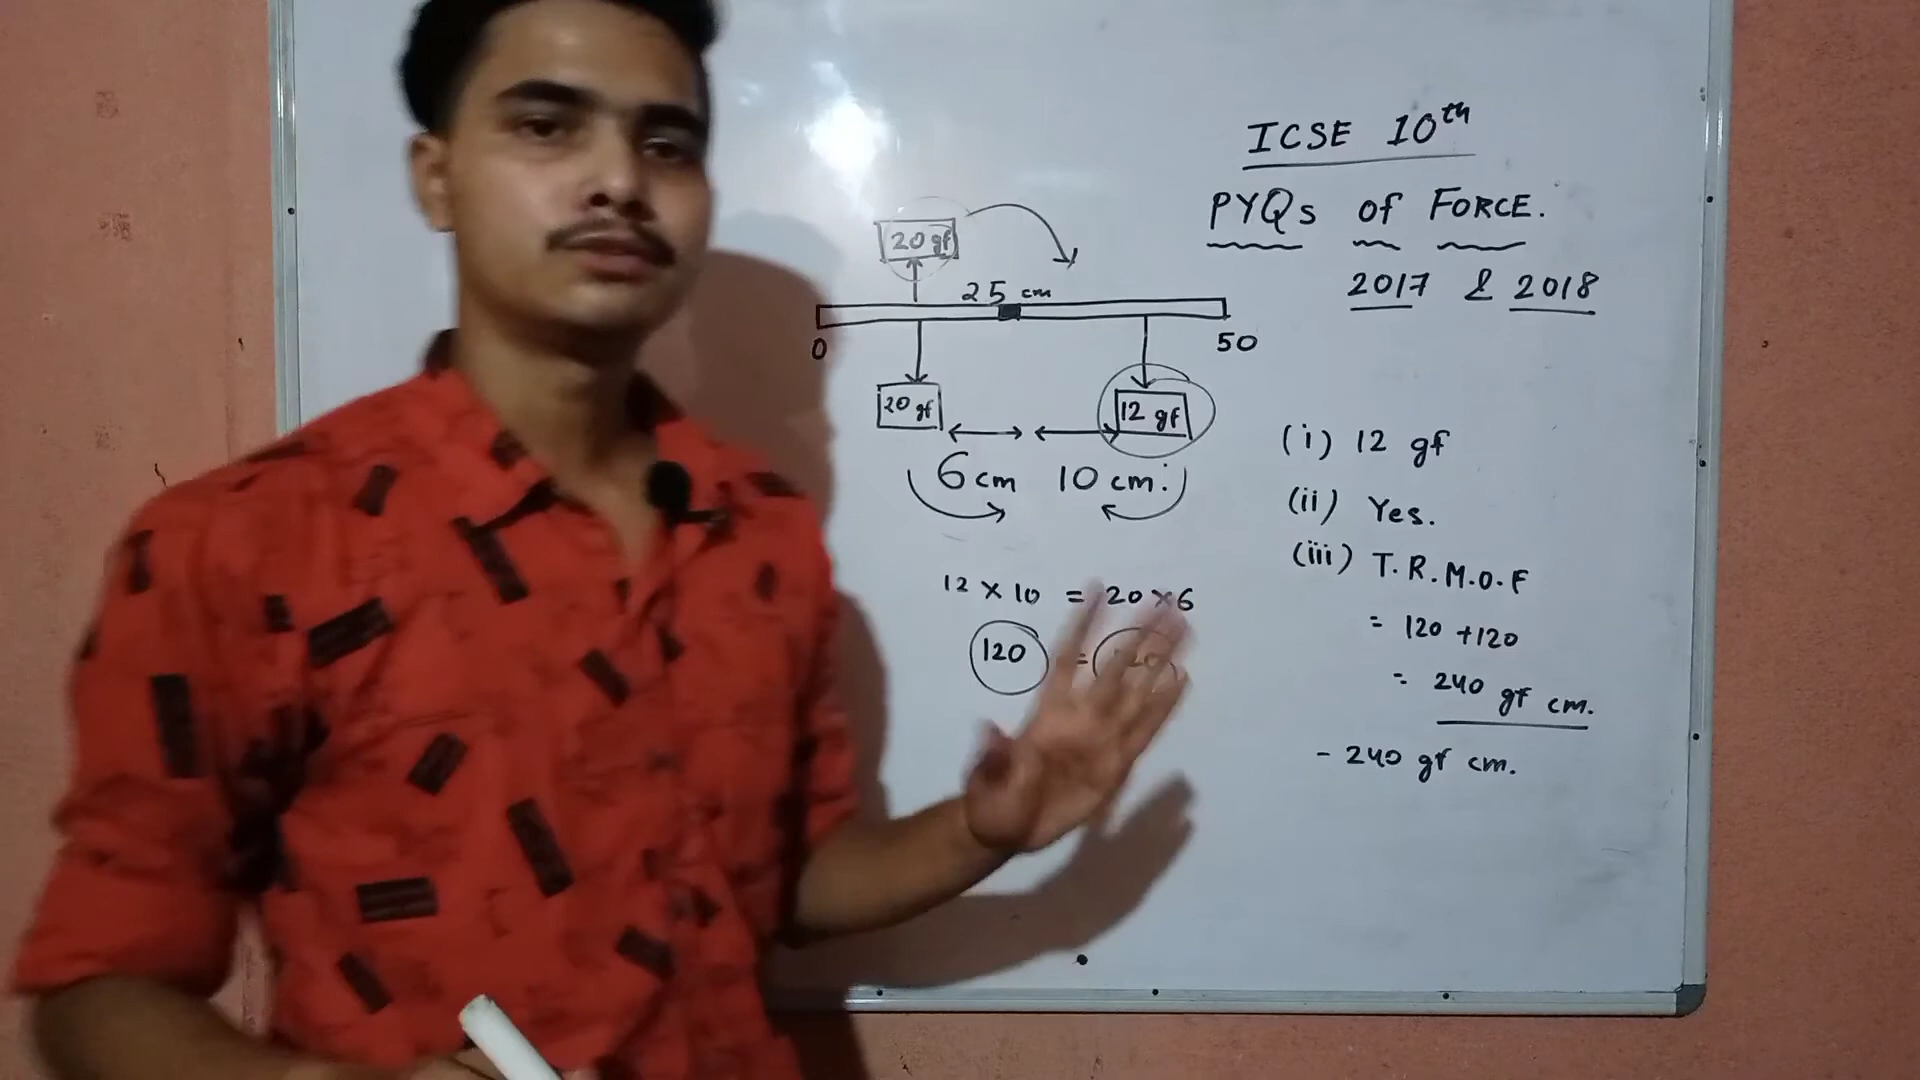 ICSE 10th
PYQs of FORCE.
2017 & 2018
20 gf
25 cm
0
50
20 gf
12 gf
6 cm
10 cm.
12 × 10 = 20 × 6
120 =
(i) 12 gf
(ii) Yes.
(iii) T.R.M.O.F
= 120 + 120
= 240 gf cm.
- 240 gf cm.